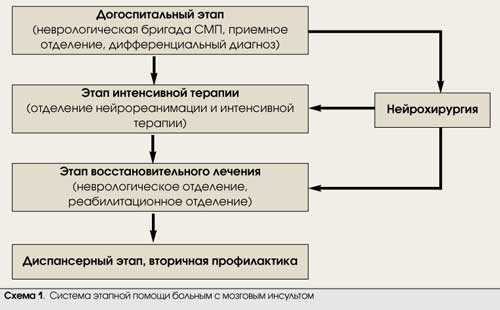 Догоспитальный этап
(неврологическая бригада СМП, приемное
отделение, дифференциальный диагноз)
Этап интенсивной терапии
(отделение нейрореанимации и интенсивной
терапии)
Нейрохирургия
Этап восстановительного лечения
(неврологическое отделение,
реабилитационное отделение)
Диспансерный этап, вторичная профилактика
Схема 1. Система этапной помощи больным с мозговым инсультом